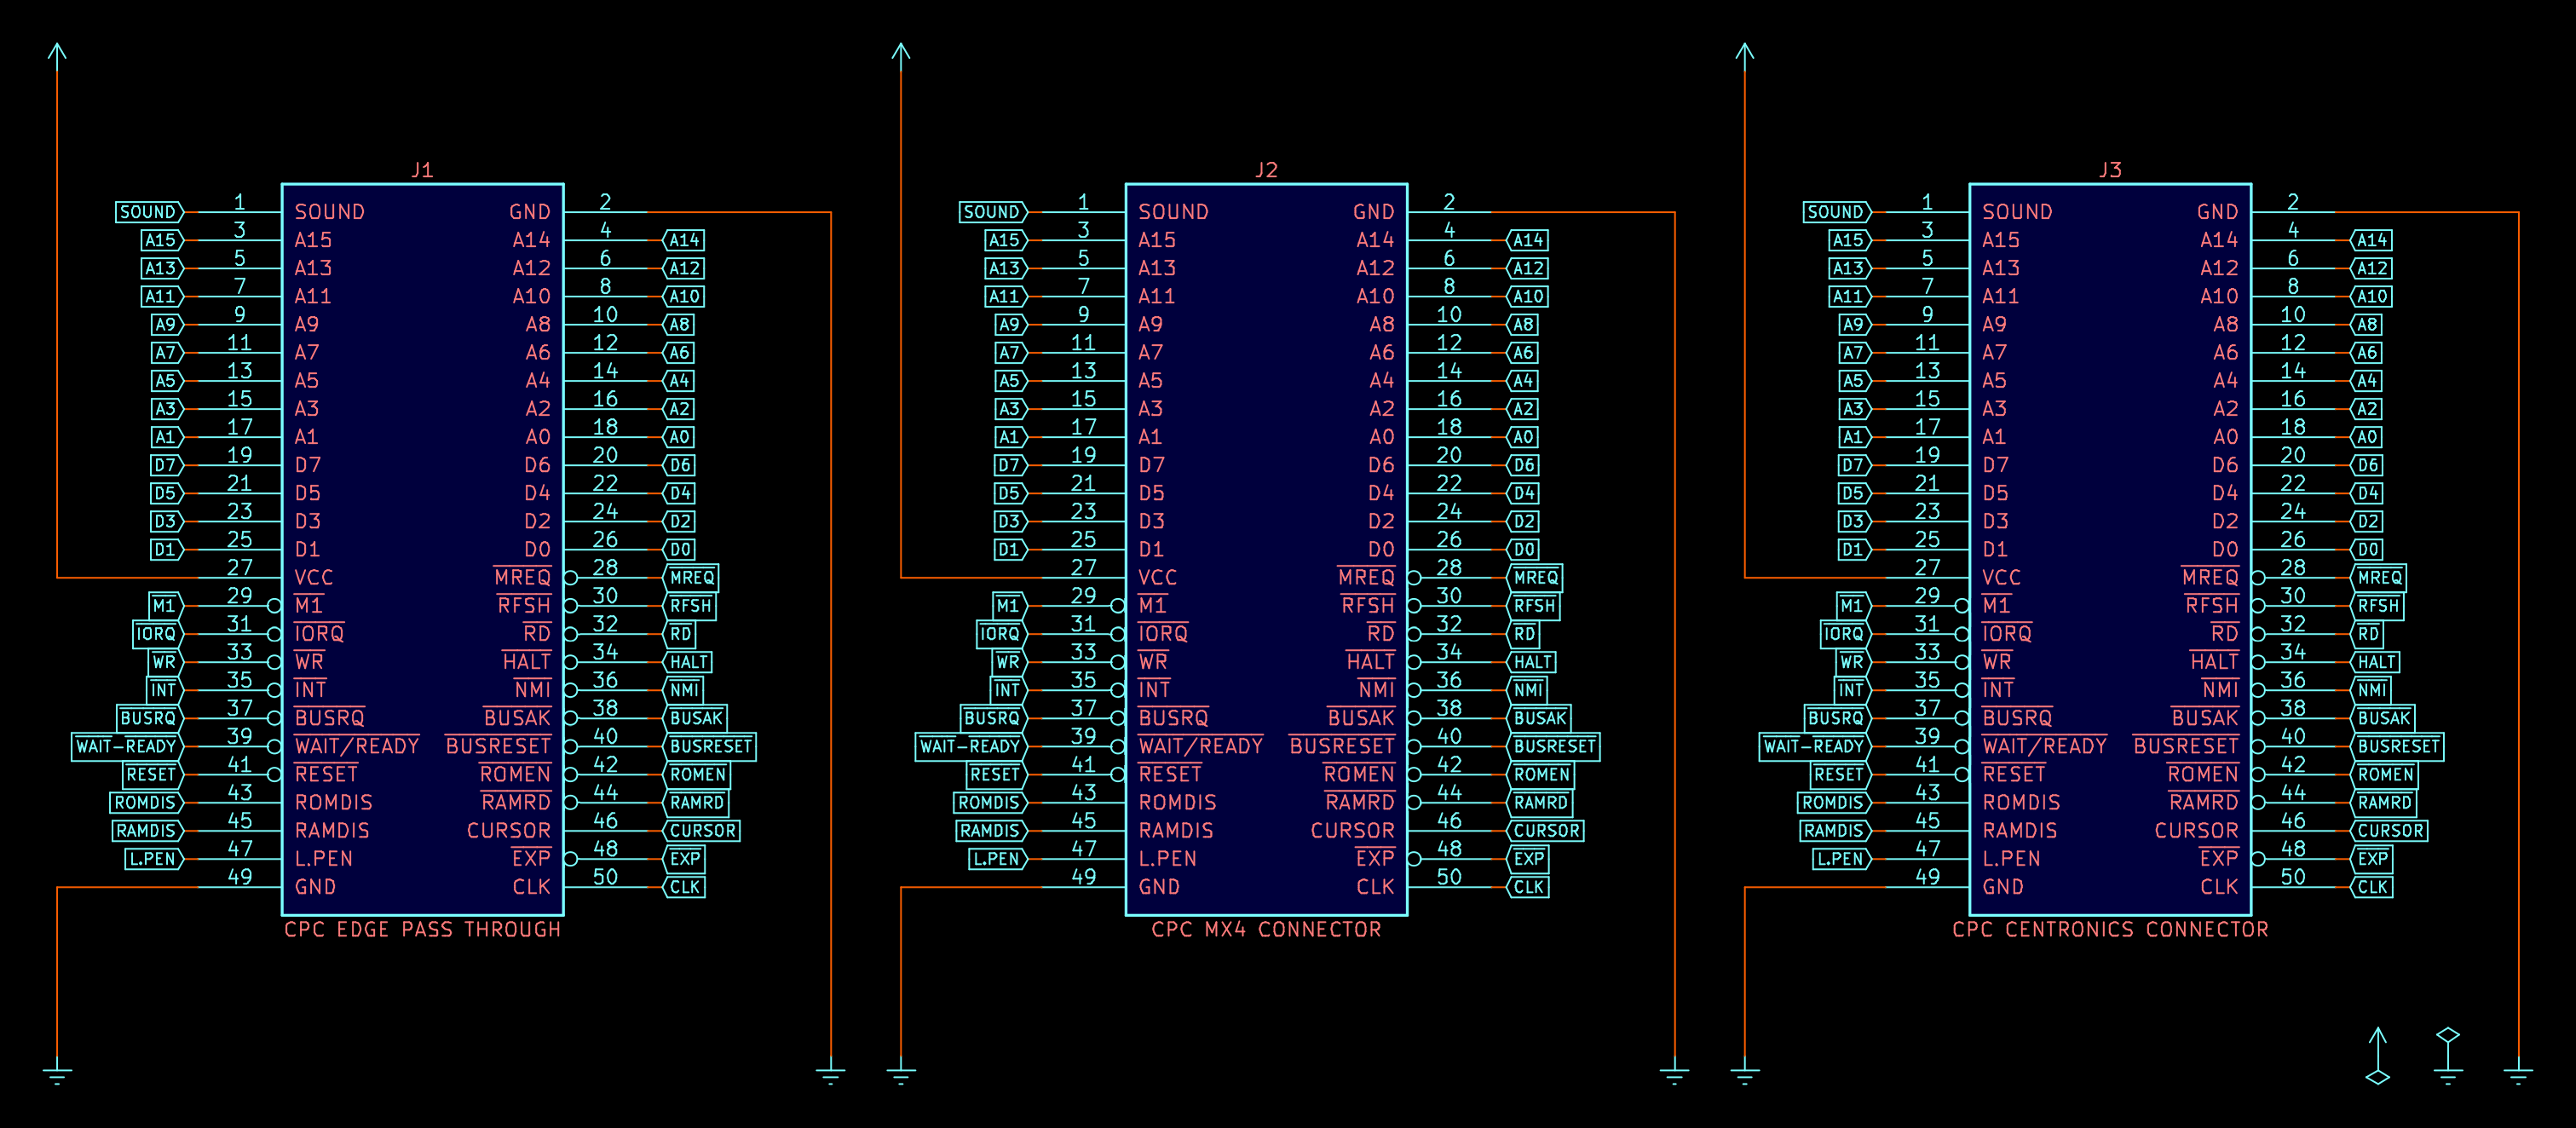 J1
SOUND 1 SOUND GND 2
A15 3 A15 A14 4 A14
A13 5 A13 A12 6 A12
A11 7 A11 A10 8 A10
A9 9 A9 A8 10 A8
A7 11 A7 A6 12 A6
A5 13 A5 A4 14 A4
A3 15 A3 A2 16 A2
A1 17 A1 A0 18 A0
D7 19 D7 D6 20 D6
D5 21 D5 D4 22 D4
D3 23 D3 D2 24 D2
D1 25 D1 D0 26 D0
27 VCC MREQ 28 MREQ
M1 29 M1 RFSH 30 RFSH
IORQ 31 IORQ RD 32 RD
WR 33 WR HALT 34 HALT
INT 35 INT NMI 36 NMI
BUSRQ 37 BUSRQ BUSAK 38 BUSAK
WAIT-READY 39 WAIT/READY BUSRESET 40 BUSRESET
RESET 41 RESET ROMEN 42 ROMEN
ROMDIS 43 ROMDIS RAMRD 44 RAMRD
RAMDIS 45 RAMDIS CURSOR 46 CURSOR
L.PEN 47 L.PEN EXP 48 EXP
49 GND CLK 50 CLK
CPC EDGE PASS THROUGH
J2
SOUND 1 SOUND GND 2
A15 3 A15 A14 4 A14
A13 5 A13 A12 6 A12
A11 7 A11 A10 8 A10
A9 9 A9 A8 10 A8
A7 11 A7 A6 12 A6
A5 13 A5 A4 14 A4
A3 15 A3 A2 16 A2
A1 17 A1 A0 18 A0
D7 19 D7 D6 20 D6
D5 21 D5 D4 22 D4
D3 23 D3 D2 24 D2
D1 25 D1 D0 26 D0
27 VCC MREQ 28 MREQ
M1 29 M1 RFSH 30 RFSH
IORQ 31 IORQ RD 32 RD
WR 33 WR HALT 34 HALT
INT 35 INT NMI 36 NMI
BUSRQ 37 BUSRQ BUSAK 38 BUSAK
WAIT-READY 39 WAIT/READY BUSRESET 40 BUSRESET
RESET 41 RESET ROMEN 42 ROMEN
ROMDIS 43 ROMDIS RAMRD 44 RAMRD
RAMDIS 45 RAMDIS CURSOR 46 CURSOR
L.PEN 47 L.PEN EXP 48 EXP
49 GND CLK 50 CLK
CPC MX4 CONNECTOR
J3
SOUND 1 SOUND GND 2
A15 3 A15 A14 4 A14
A13 5 A13 A12 6 A12
A11 7 A11 A10 8 A10
A9 9 A9 A8 10 A8
A7 11 A7 A6 12 A6
A5 13 A5 A4 14 A4
A3 15 A3 A2 16 A2
A1 17 A1 A0 18 A0
D7 19 D7 D6 20 D6
D5 21 D5 D4 22 D4
D3 23 D3 D2 24 D2
D1 25 D1 D0 26 D0
27 VCC MREQ 28 MREQ
M1 29 M1 RFSH 30 RFSH
IORQ 31 IORQ RD 32 RD
WR 33 WR HALT 34 HALT
INT 35 INT NMI 36 NMI
BUSRQ 37 BUSRQ BUSAK 38 BUSAK
WAIT-READY 39 WAIT/READY BUSRESET 40 BUSRESET
RESET 41 RESET ROMEN 42 ROMEN
ROMDIS 43 ROMDIS RAMRD 44 RAMRD
RAMDIS 45 RAMDIS CURSOR 46 CURSOR
L.PEN 47 L.PEN EXP 48 EXP
49 GND CLK 50 CLK
CPC CENTRONICS CONNECTOR